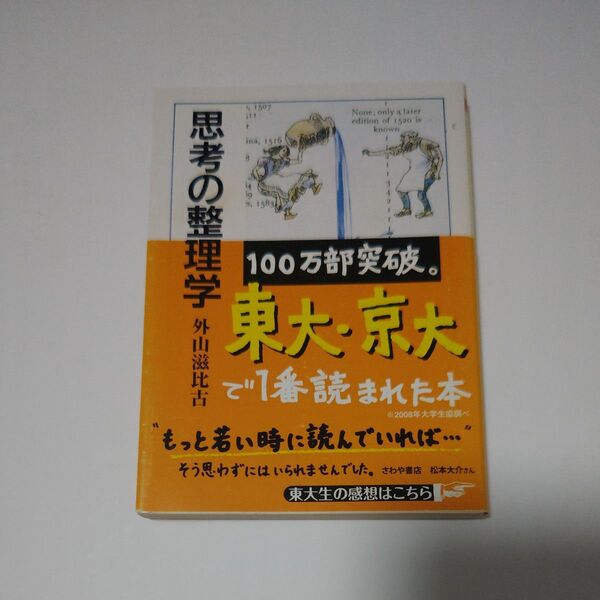 思考の整理学
外山滋比古
, 1507
ina, 1516
, 1583
None; only a later
edition of 1520 is
known
100万部突破。
東大・京大
で1番読まれた本
※2008年大学生協調べ
"もっと若い時に読んでいれば…"
そう思わずにはいられませんでした。 さわや書店 松本大介さん
東大生の感想はこちら